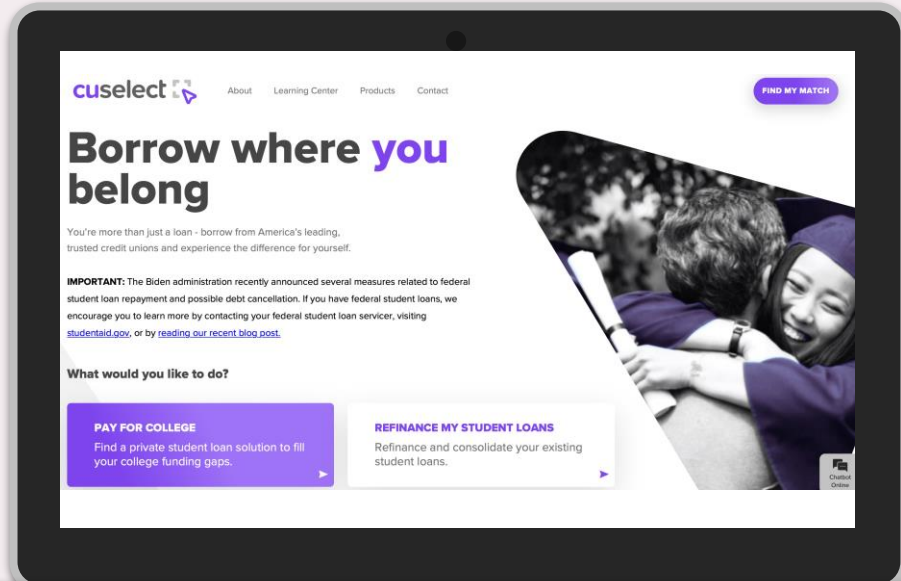 cuselect
About Learning Center Products Contact
FIND MY MATCH
Borrow where you
belong
You're more than just a loan - borrow from America's leading,
trusted credit unions and experience the difference for yourself.
IMPORTANT: The Biden administration recently announced several measures related to federal
student loan repayment and possible debt cancellation. If you have federal student loans, we
encourage you to learn more by contacting your federal student loan servicer, visiting
studentaid.gov, or by reading our recent blog post.
What would you like to do?
PAY FOR COLLEGE
Find a private student loan solution to fill
your college funding gaps.
REFINANCE MY STUDENT LOANS
Refinance and consolidate your existing
student loans.
Chatbot
Online